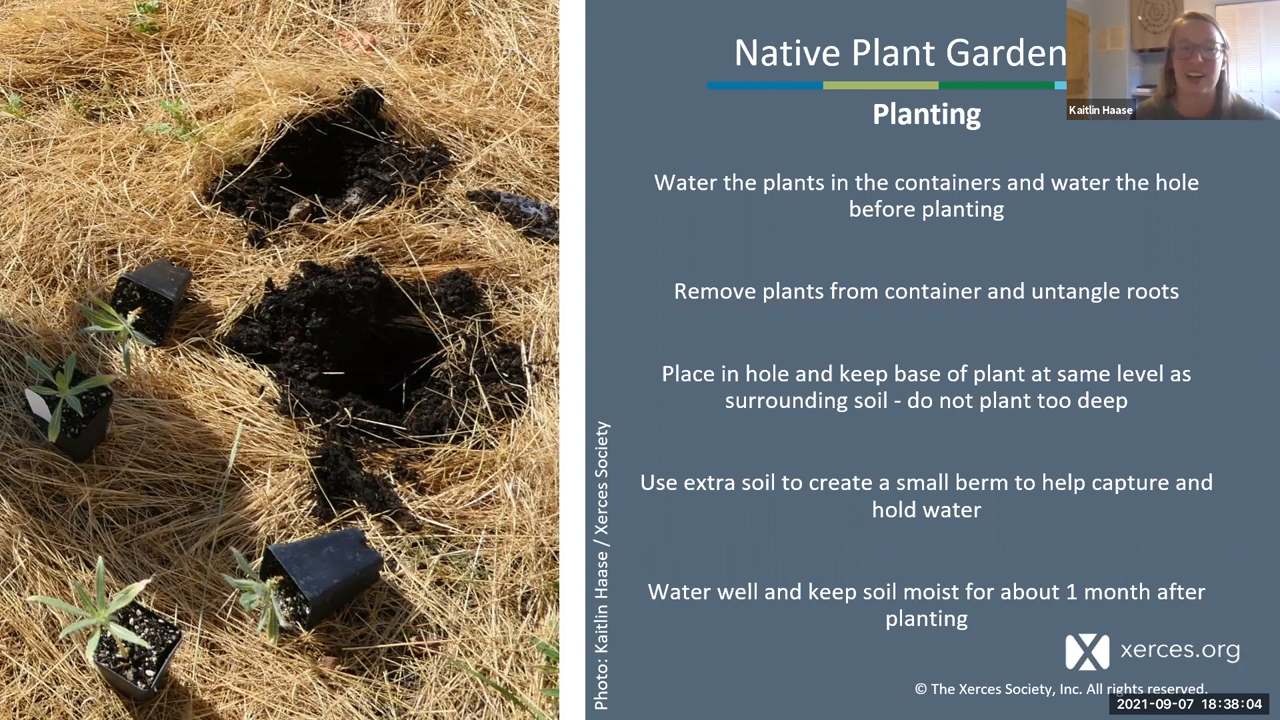 Native Plant Garden
Kaitlin Haase
Planting
Water the plants in the containers and water the hole
before planting
Remove plants from container and untangle roots
Place in hole and keep base of plant at same level as
surrounding soil - do not plant too deep
Use extra soil to create a small berm to help capture and
hold water
Water well and keep soil moist for about 1 month after
planting
Photo: Kaitlin Haase / Xerces Society
xerces.org
© The Xerces Society, Inc. All rights reserved.
2021-09-07 18:38:04